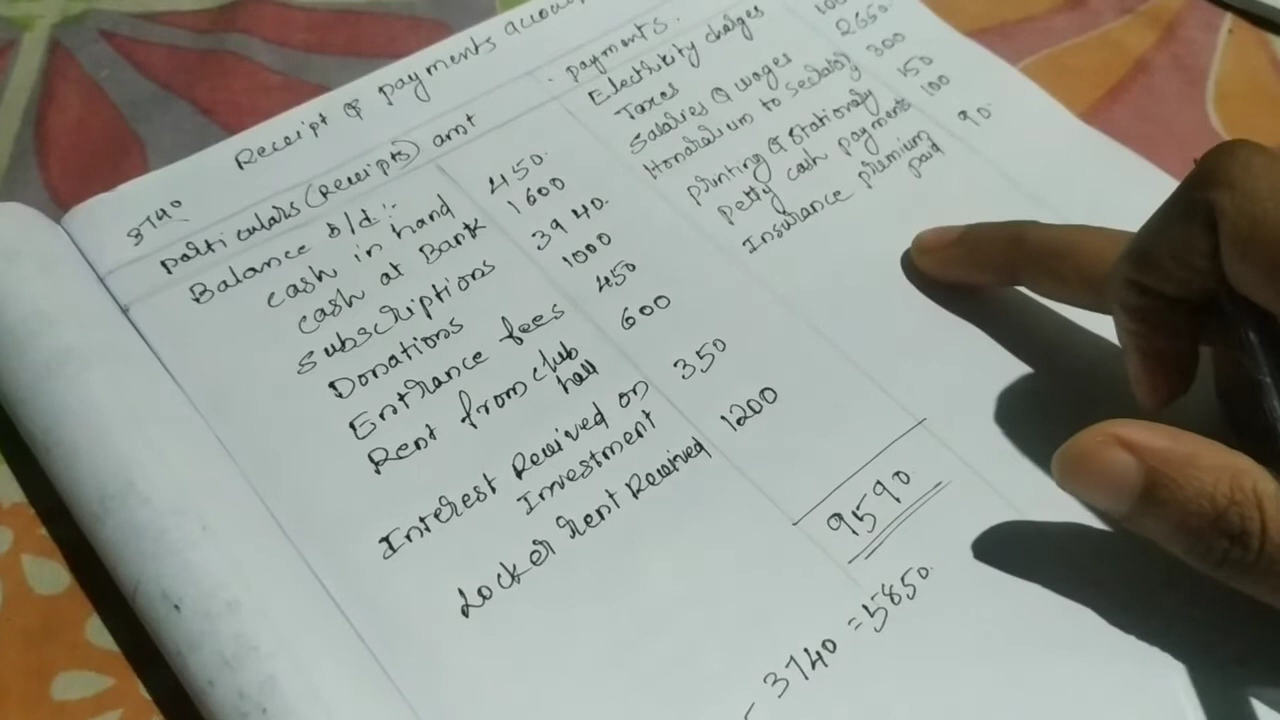 Receipt & payments account
3740
particulars (Receipts) amt
Balance b/d:-
cash in hand 450.
cash at Bank 1600
subscriptions 3940.
Donations 1000
Entrance fees 450
Rent from club hall 600
Interest Received on Investment 350
Locker rent Received 1200
9590
- 3740 = 5850.
payments.
Electricity charges
Taxes
Salaries & wages 2650.
Honorarium to Secretary 300
printing & stationary 150
petty cash payments 100
Insurance premium paid 90.